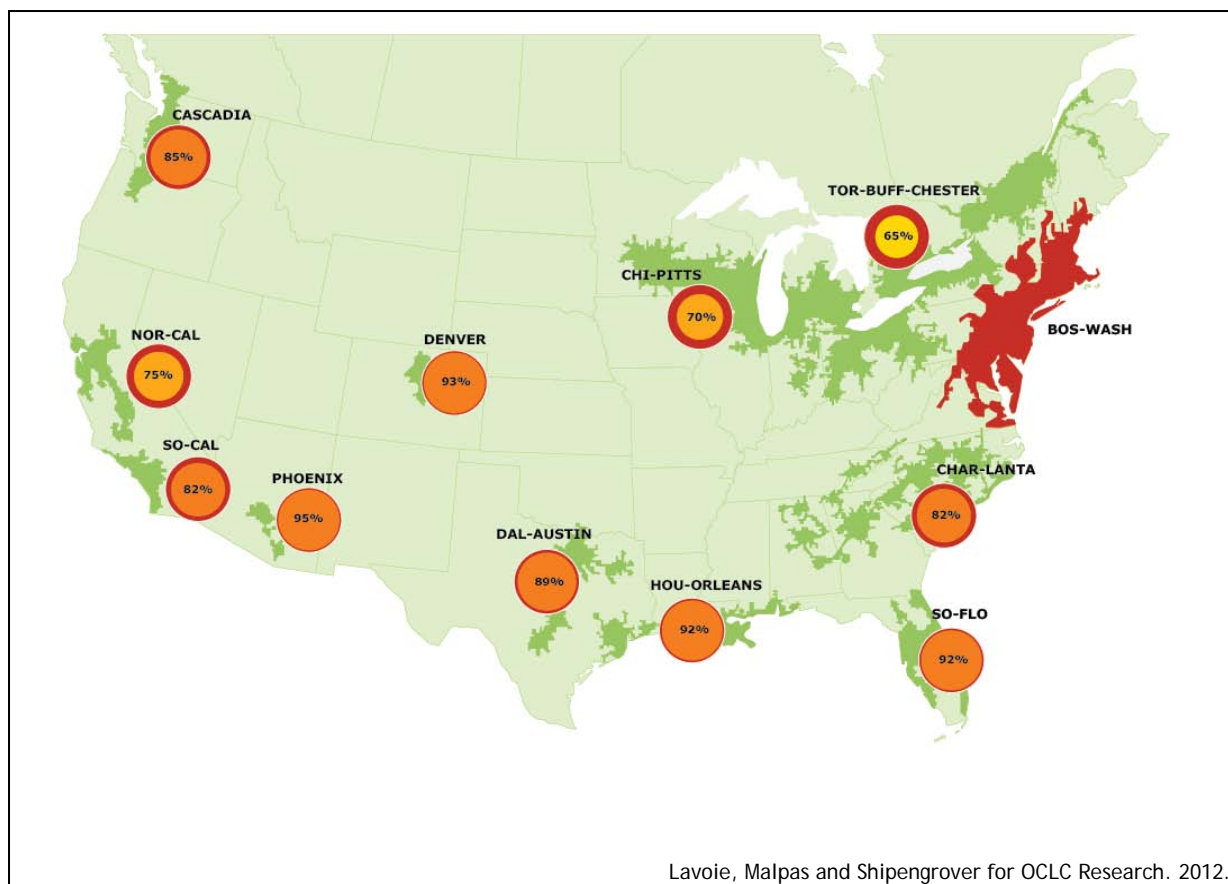 CASCADIA
85%
TOR-BUFF-CHESTER
65%
CHI-PITTS
70%
BOS-WASH
NOR-CAL
75%
DENVER
93%
SO-CAL
82%
PHOENIX
95%
CHAR-LANTA
82%
DAL-AUSTIN
89%
HOU-ORLEANS
92%
SO-FLO
92%
Lavoie, Malpas and Shipengrover for OCLC Research. 2012.